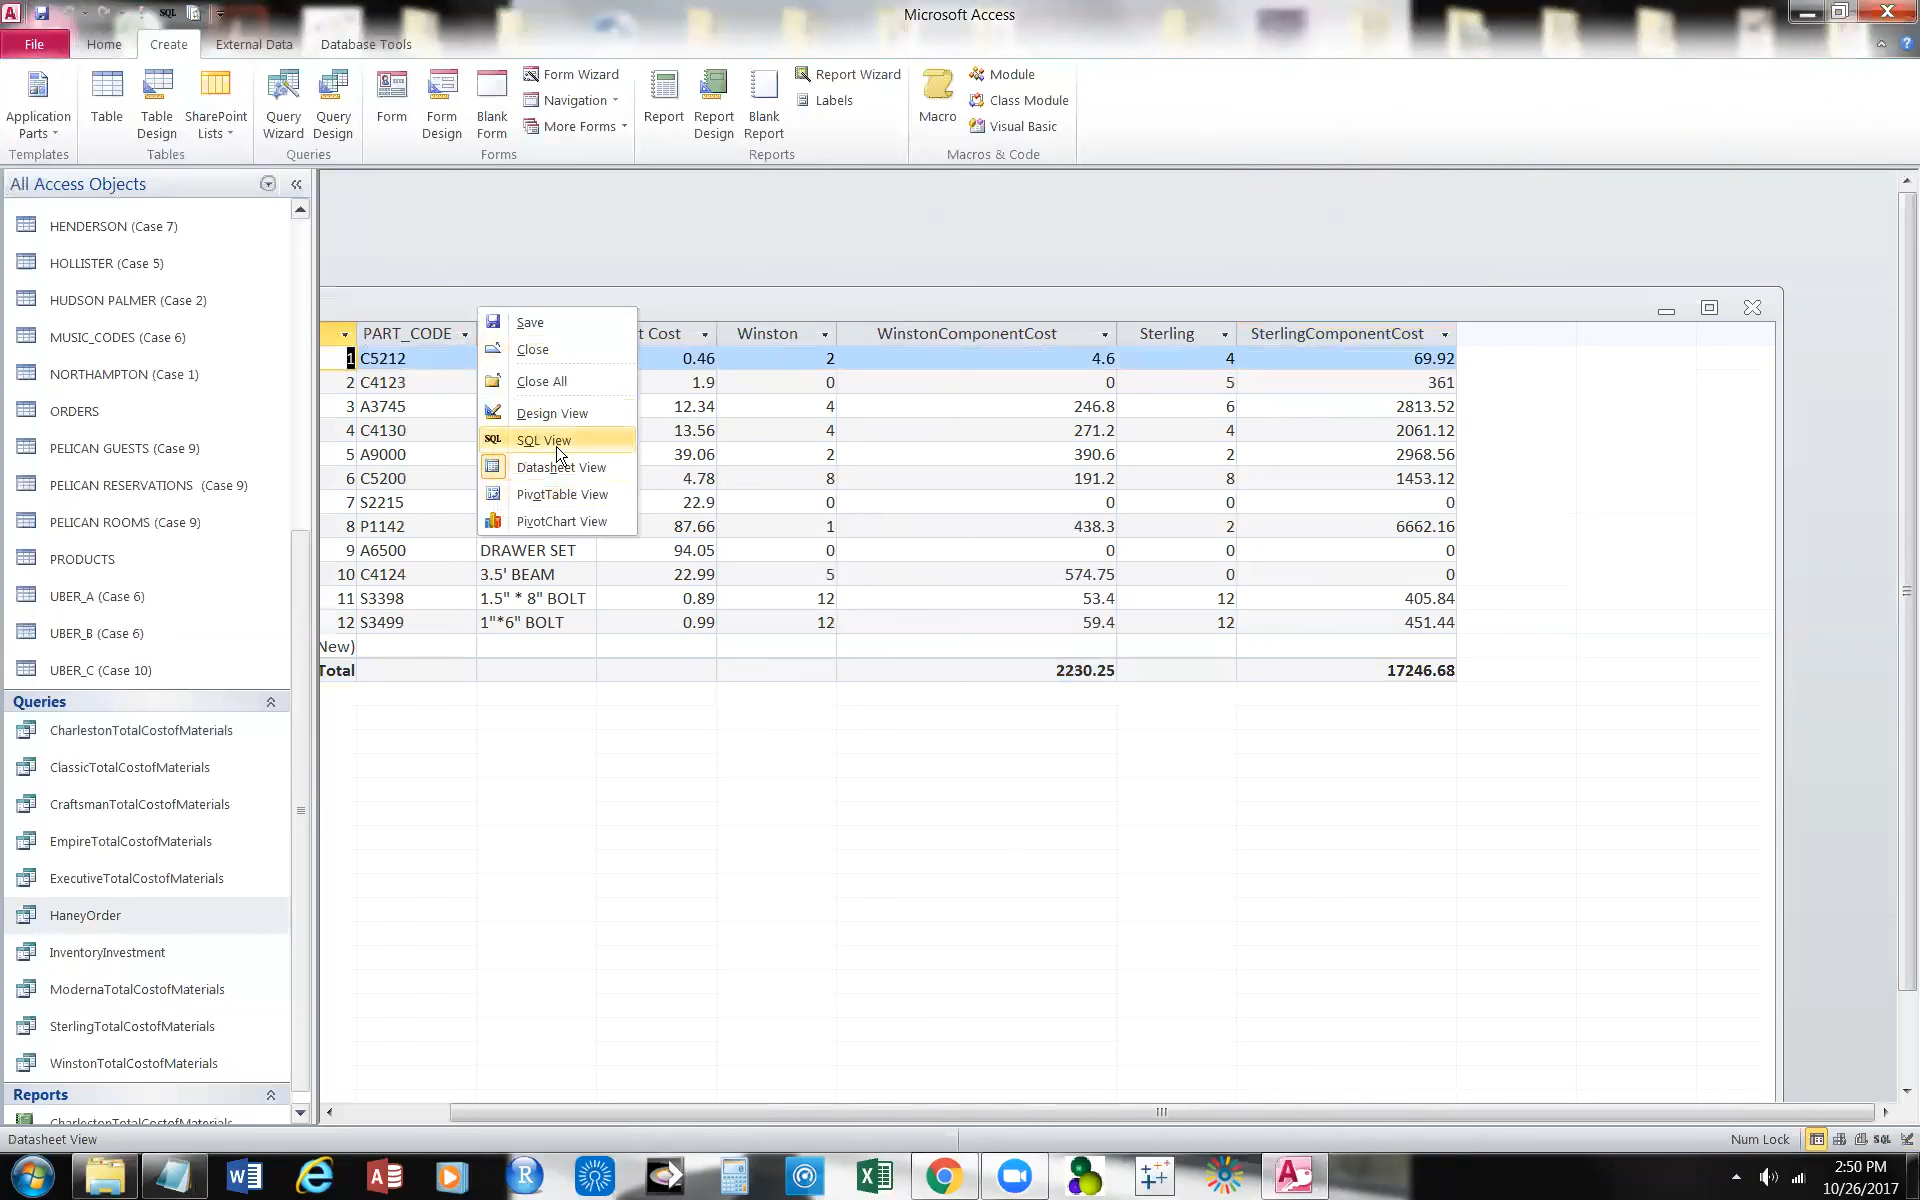 SQL
Microsoft Access
File Home Create External Data Database Tools
Application Parts
Table
Table Design
SharePoint Lists
Query Wizard
Query Design
Form
Form Design
Blank Form
Form Wizard
Navigation
More Forms
Report
Report Design
Blank Report
Report Wizard
Labels
Macro
Module
Class Module
Visual Basic
Templates Tables Queries Forms Reports Macros & Code
All Access Objects
HENDERSON (Case 7)
HOLLISTER (Case 5)
HUDSON PALMER (Case 2)
MUSIC_CODES (Case 6)
NORTHAMPTON (Case 1)
ORDERS
PELICAN GUESTS (Case 9)
PELICAN RESERVATIONS (Case 9)
PELICAN ROOMS (Case 9)
PRODUCTS
UBER_A (Case 6)
UBER_B (Case 6)
UBER_C (Case 10)
Queries
CharlestonTotalCostofMaterials
ClassicTotalCostofMaterials
CraftsmanTotalCostofMaterials
EmpireTotalCostofMaterials
ExecutiveTotalCostofMaterials
HaneyOrder
InventoryInvestment
ModernaTotalCostofMaterials
SterlingTotalCostofMaterials
WinstonTotalCostofMaterials
Reports
CharlestonTotalCostofMaterials
Save
Close
Close All
Design View
SQL SQL View
Datasheet View
PivotTable View
PivotChart View
PART_CODE t Cost Winston WinstonComponentCost Sterling SterlingComponentCost
1 C5212 0.46 2 4.6 4 69.92
2 C4123 1.9 0 0 5 361
3 A3745 12.34 4 246.8 6 2813.52
4 C4130 13.56 4 271.2 4 2061.12
5 A9000 39.06 2 390.6 2 2968.56
6 C5200 4.78 8 191.2 8 1453.12
7 S2215 22.9 0 0 0 0
8 P1142 87.66 1 438.3 2 6662.16
9 A6500 DRAWER SET 94.05 0 0 0 0
10 C4124 3.5' BEAM 22.99 5 574.75 0 0
11 S3398 1.5" * 8" BOLT 0.89 12 53.4 12 405.84
12 S3499 1"*6" BOLT 0.99 12 59.4 12 451.44
New)
Total 2230.25 17246.68
Datasheet View Num Lock SQL
2:50 PM
10/26/2017